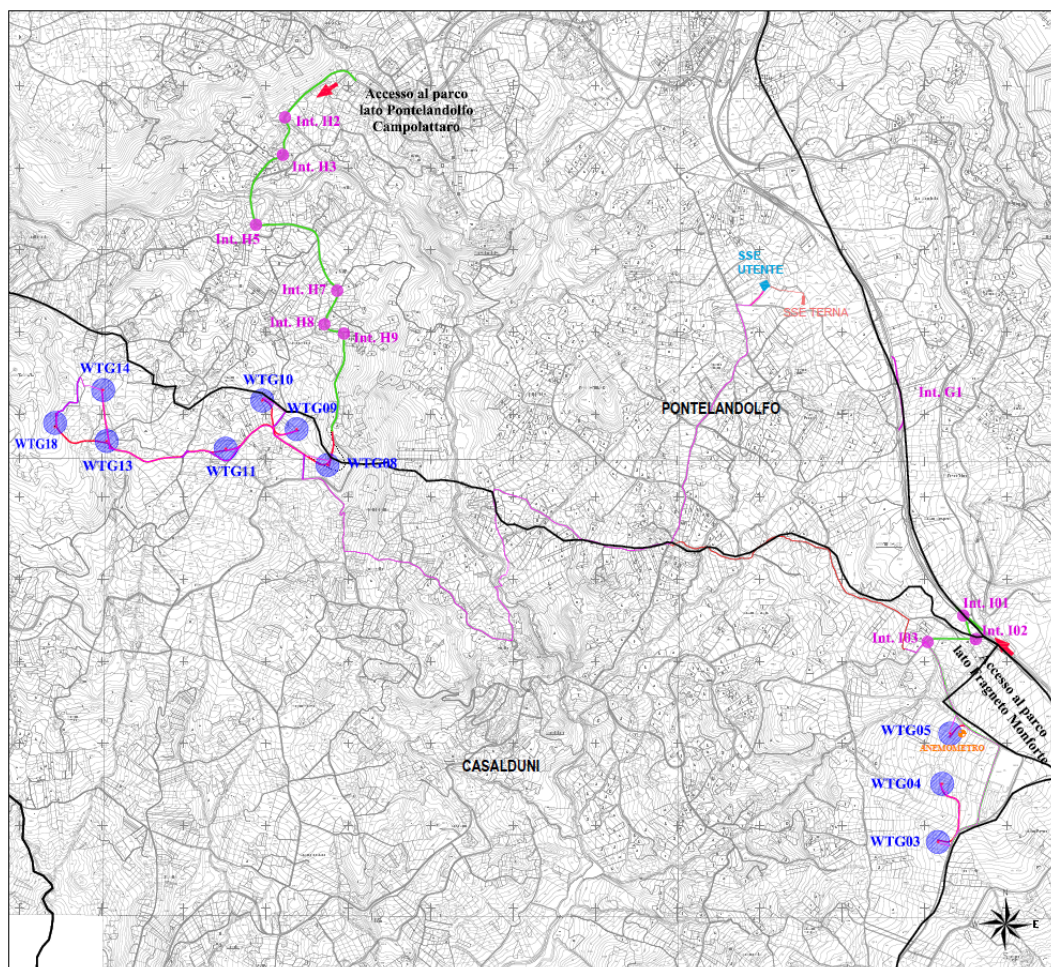 Accesso al parco
lato Pontelandolfo
Campolattaro
Int. H2
Int. H3
Int. H5
SSE
UTENTE
Int. H7
SSE TERNA
Int. H8
Int. H9
WTG14
WTG10
Int. G1
WTG09
PONTELANDOLFO
WTG18
WTG13
WTG11
WTG08
Int. I01
Int. I03
Int. I02
Accesso al parco
lato Fragneto Monforte
WTG05
ANEMOMETRO
CASALDUNI
WTG04
WTG03
E